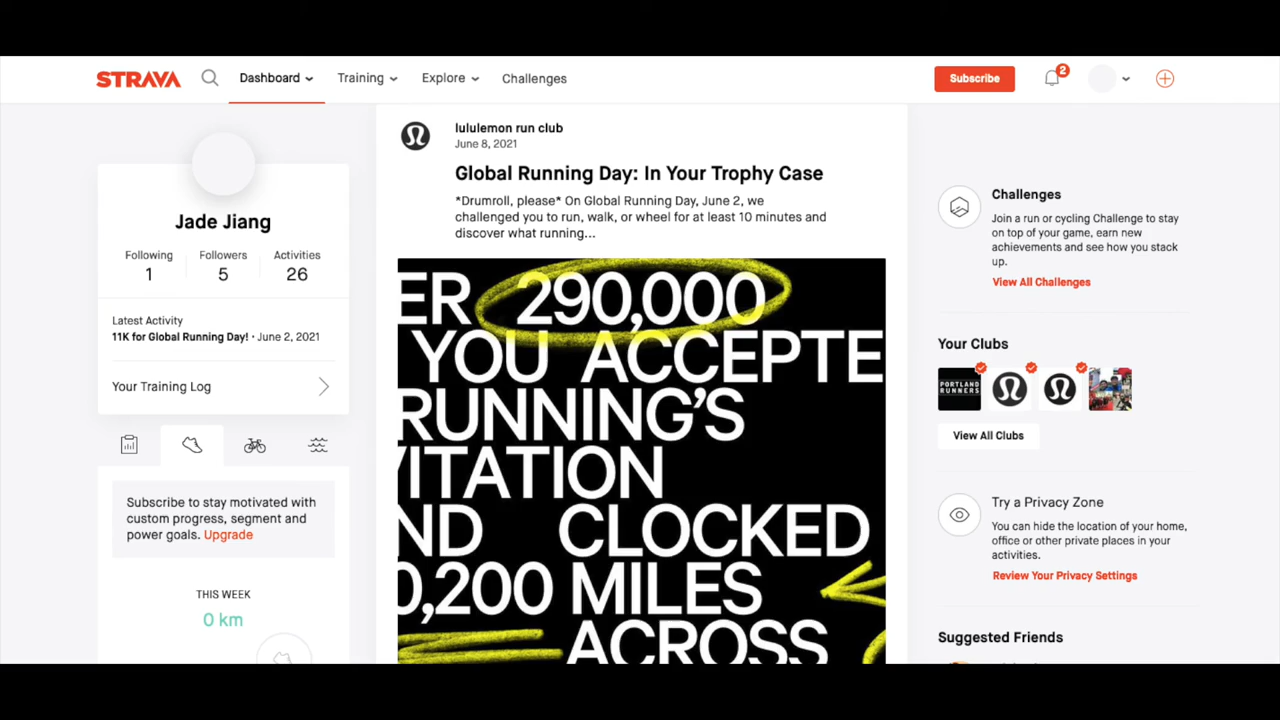 STRAVA
Dashboard
Training
Explore
Challenges
Subscribe
2
Jade Jiang
Following
Followers
Activities
1
5
26
Latest Activity
11K for Global Running Day! • June 2, 2021
Your Training Log
Subscribe to stay motivated with
custom progress, segment and
power goals. Upgrade
THIS WEEK
0 km
lululemon run club
June 8, 2021
Global Running Day: In Your Trophy Case
*Drumroll, please* On Global Running Day, June 2, we
challenged you to run, walk, or wheel for at least 10 minutes and
discover what running...
ER 290,000
YOU ACCEPTE
RUNNING'S
VITATION
ND CLOCKED
0,200 MILES
ACROSS
Challenges
Join a run or cycling Challenge to stay
on top of your game, earn new
achievements and see how you stack
up.
View All Challenges
Your Clubs
PORTLAND
RUNNERS
View All Clubs
Try a Privacy Zone
You can hide the location of your home,
office or other private places in your
activities.
Review Your Privacy Settings
Suggested Friends